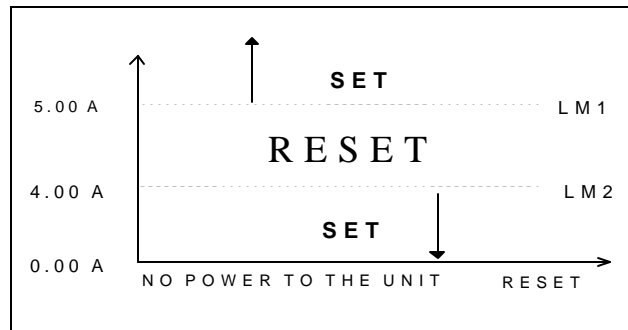 SET
5.00 A
LM1
RESET
4.00 A
LM2
SET
0.00 A
NO POWER TO THE UNIT RESET